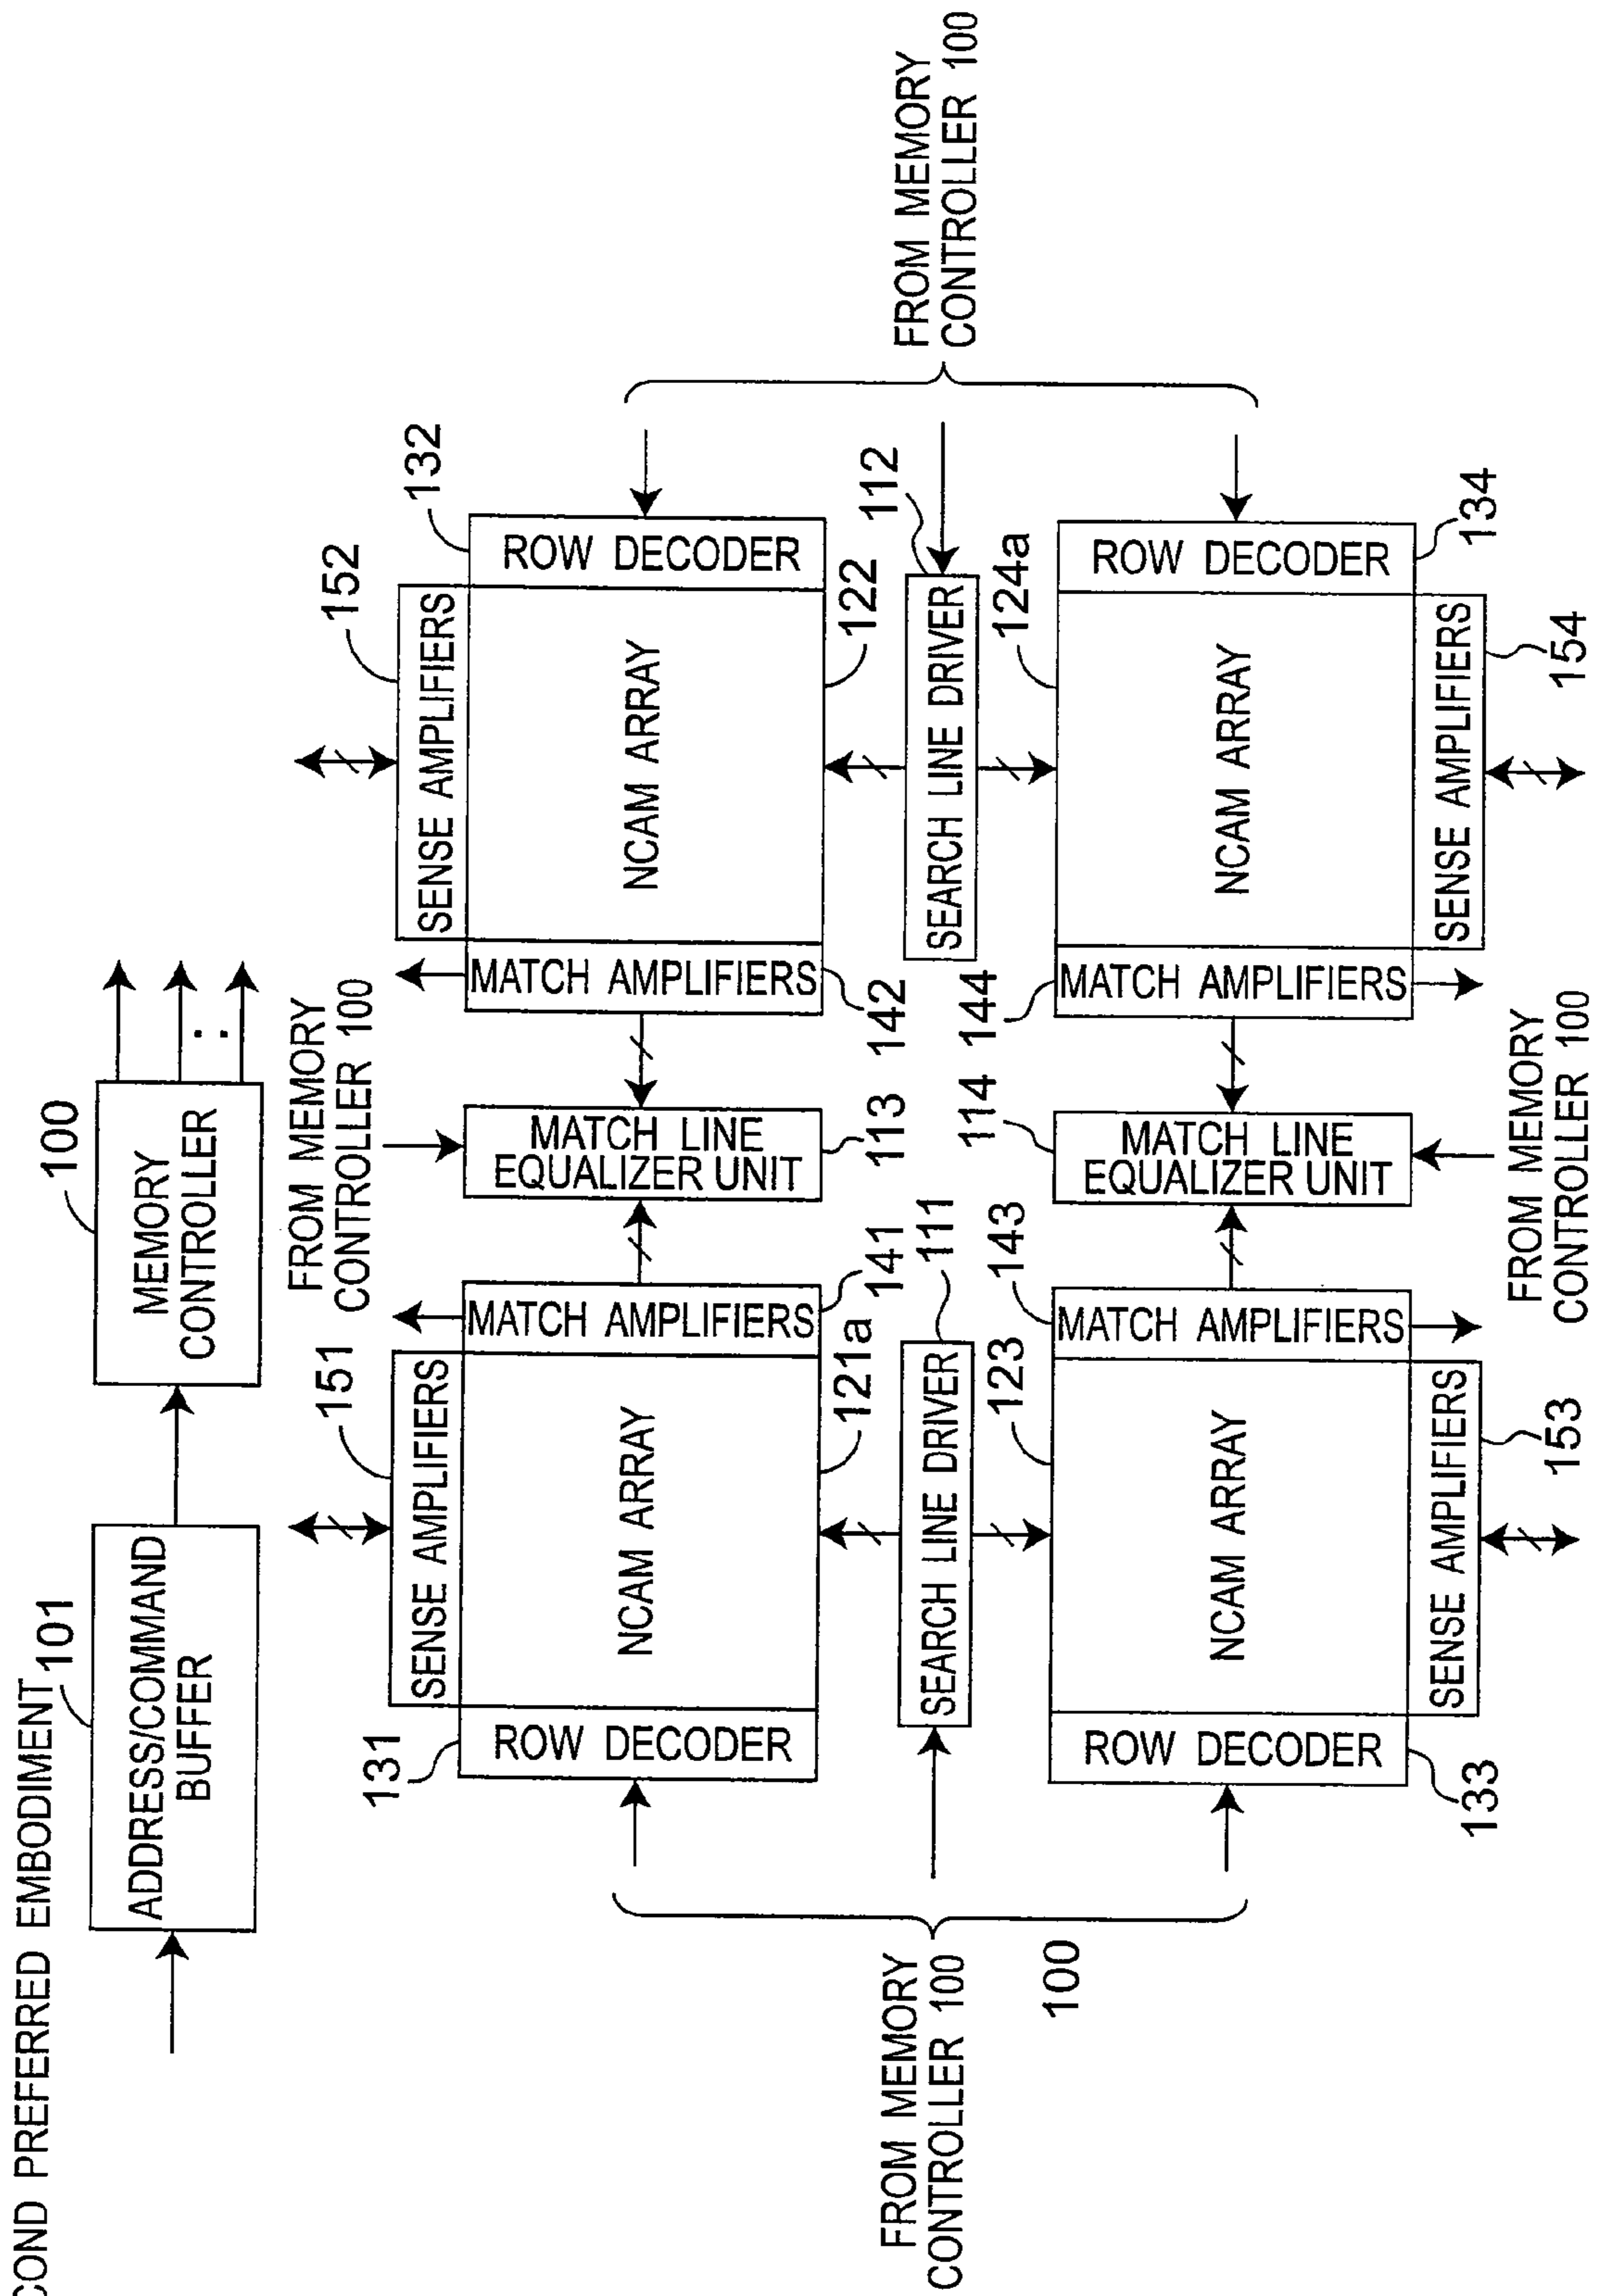 COND PREFERRED EMBODIMENT
101
ADDRESS/COMMAND
BUFFER
100
MEMORY
CONTROLLER
FROM MEMORY
CONTROLLER 100
151
SENSE AMPLIFIERS
131
ROW DECODER
NCAM ARRAY
MATCH AMPLIFIERS
121a
141
MATCH LINE
EQUALIZER UNIT
113
152
SENSE AMPLIFIERS
132
MATCH AMPLIFIERS
142
NCAM ARRAY
122
ROW DECODER
FROM MEMORY
CONTROLLER 100
100
SEARCH LINE DRIVER
111
SEARCH LINE DRIVER
112
FROM MEMORY
CONTROLLER 100
123
143
ROW DECODER
133
NCAM ARRAY
MATCH AMPLIFIERS
SENSE AMPLIFIERS
153
114
MATCH LINE
EQUALIZER UNIT
FROM MEMORY
CONTROLLER 100
144
124a
MATCH AMPLIFIERS
NCAM ARRAY
ROW DECODER
134
SENSE AMPLIFIERS
154